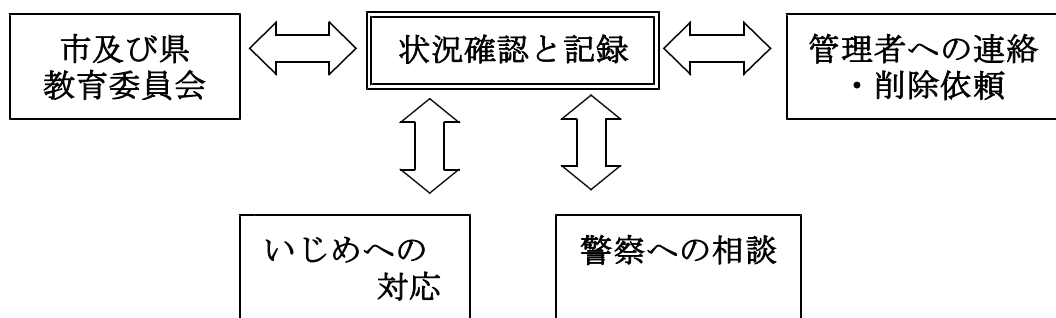 市及び県
教育委員会
状況確認と記録
管理者への連絡
・削除依頼
いじめへの
対応
警察への相談